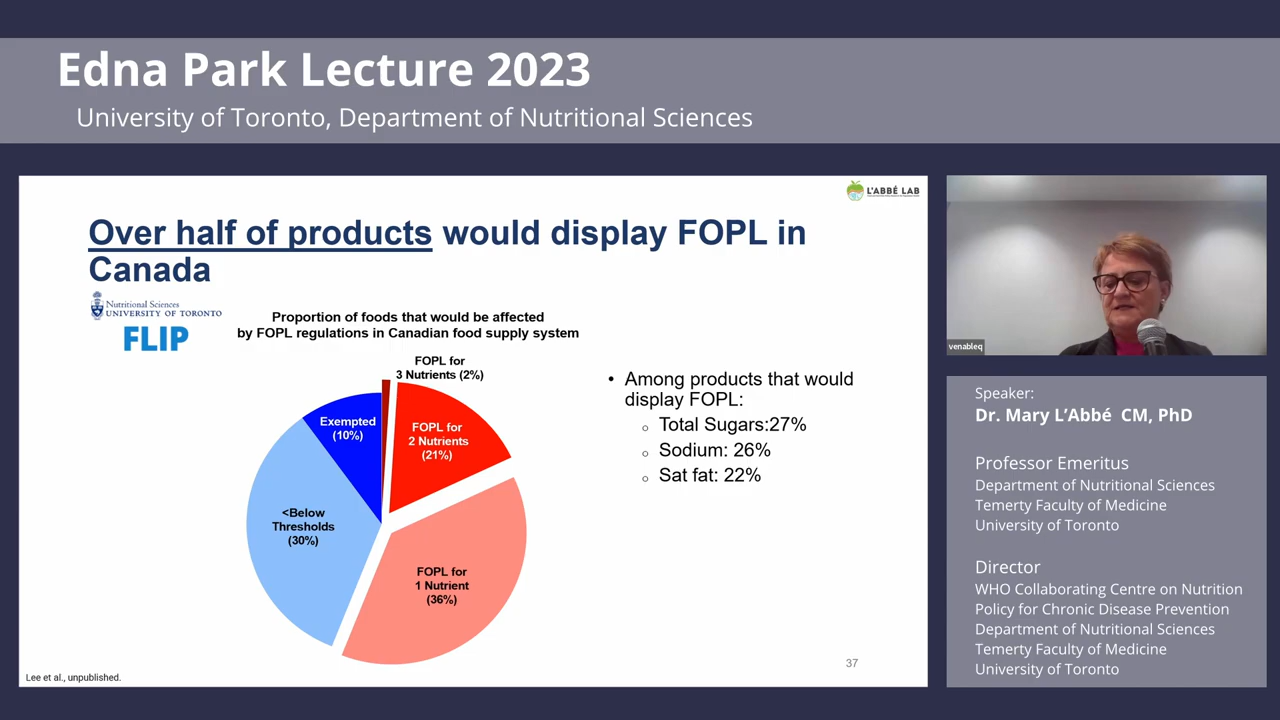 Edna Park Lecture 2023
University of Toronto, Department of Nutritional Sciences
L'ABBÉ LAB
Over half of products would display FOPL in
Canada
Nutritional Sciences
UNIVERSITY OF TORONTO
FLIP
Proportion of foods that would be affected
by FOPL regulations in Canadian food supply system
FOPL for
3 Nutrients (2%)
Exempted
(10%)
FOPL for
2 Nutrients
(21%)
<Below
Thresholds
(30%)
FOPL for
1 Nutrient
(36%)
• Among products that would
display FOPL:
o Total Sugars:27%
o Sodium: 26%
o Sat fat: 22%
37
Lee et al., unpublished.
venableq
Speaker:
Dr. Mary L'Abbé CM, PhD
Professor Emeritus
Department of Nutritional Sciences
Temerty Faculty of Medicine
University of Toronto
Director
WHO Collaborating Centre on Nutrition
Policy for Chronic Disease Prevention
Department of Nutritional Sciences
Temerty Faculty of Medicine
University of Toronto